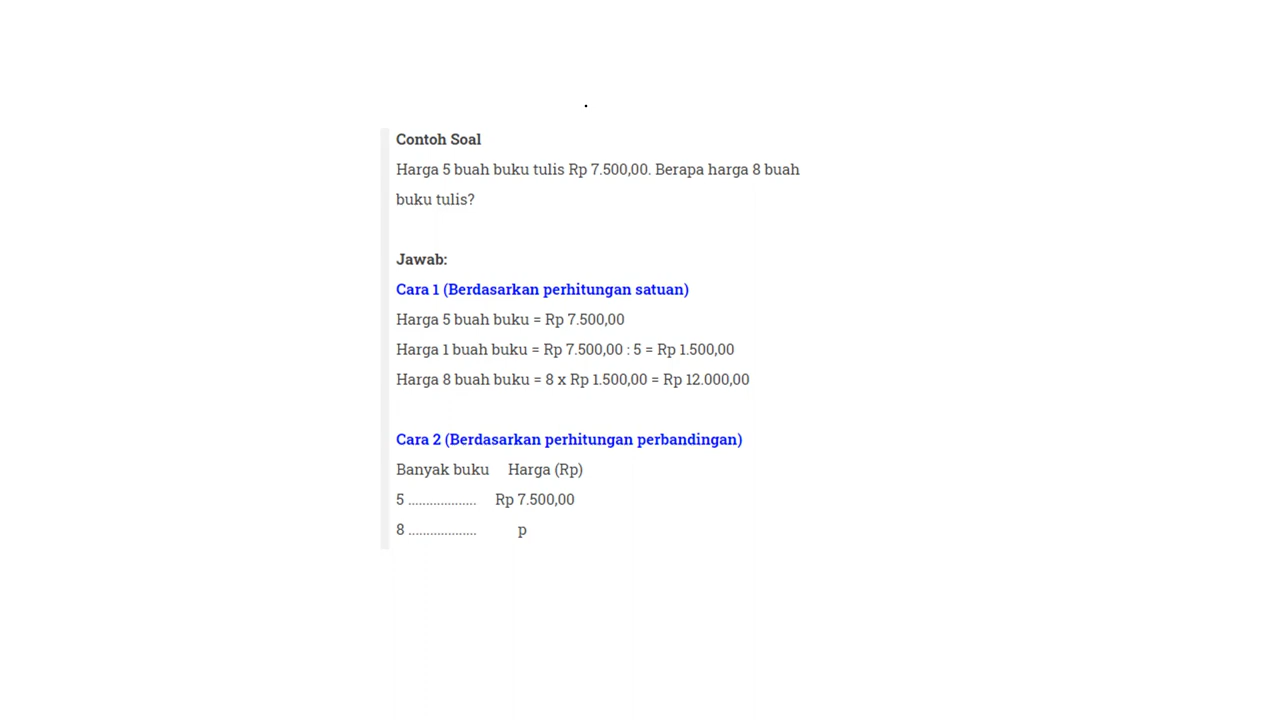 Contoh Soal
Harga 5 buah buku tulis Rp 7.500,00. Berapa harga 8 buah
buku tulis?
Jawab:
Cara 1 (Berdasarkan perhitungan satuan)
Harga 5 buah buku = Rp 7.500,00
Harga 1 buah buku = Rp 7.500,00 : 5 = Rp 1.500,00
Harga 8 buah buku = 8 x Rp 1.500,00 = Rp 12.000,00
Cara 2 (Berdasarkan perhitungan perbandingan)
Banyak buku Harga (Rp)
5 ................... Rp 7.500,00
8 ................... p